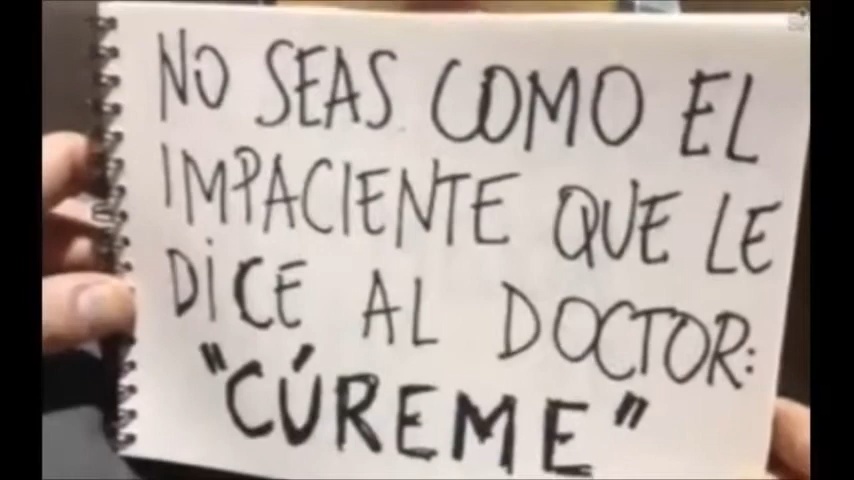 NO SEAS COMO EL
IMPACIENTE QUE LE
DICE AL DOCTOR:
"CÚREME"